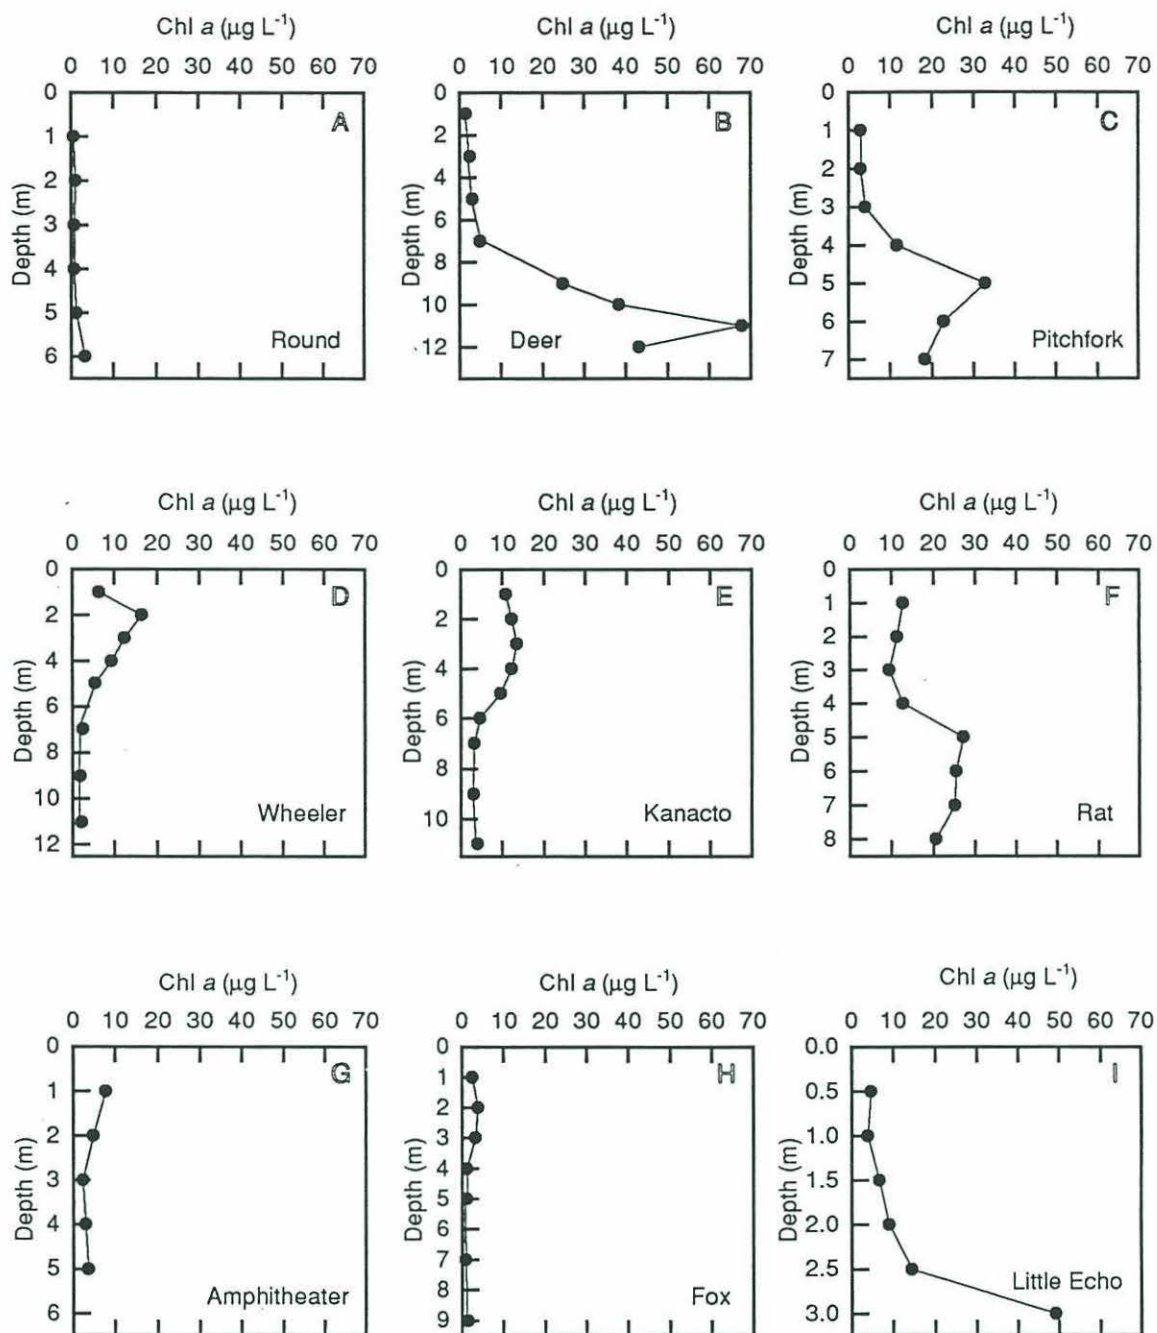 Chl a (μg L-1) Chl a (μg L-1) Chl a (μg L-1)
0 10 20 30 40 50 60 70 0 10 20 30 40 50 60 70 0 10 20 30 40 50 60 70
Depth (m) 0 1 2 3 4 5 6 A Round
Depth (m) 0 2 4 6 8 10 12 B Deer
Depth (m) 0 1 2 3 4 5 6 7 C Pitchfork
Chl a (μg L-1) Chl a (μg L-1) Chl a (μg L-1)
0 10 20 30 40 50 60 70 0 10 20 30 40 50 60 70 0 10 20 30 40 50 60 70
Depth (m) 0 2 4 6 8 10 12 D Wheeler
Depth (m) 0 2 4 6 8 10 E Kanacto
Depth (m) 0 1 2 3 4 5 6 7 8 F Rat
Chl a (μg L-1) Chl a (μg L-1) Chl a (μg L-1)
0 10 20 30 40 50 60 70 0 10 20 30 40 50 60 70 0 10 20 30 40 50 60 70
Depth (m) 0 1 2 3 4 5 6 G Amphitheater
Depth (m) 0 1 2 3 4 5 6 7 8 9 H Fox
Depth (m) 0.0 0.5 1.0 1.5 2.0 2.5 3.0 I Little Echo